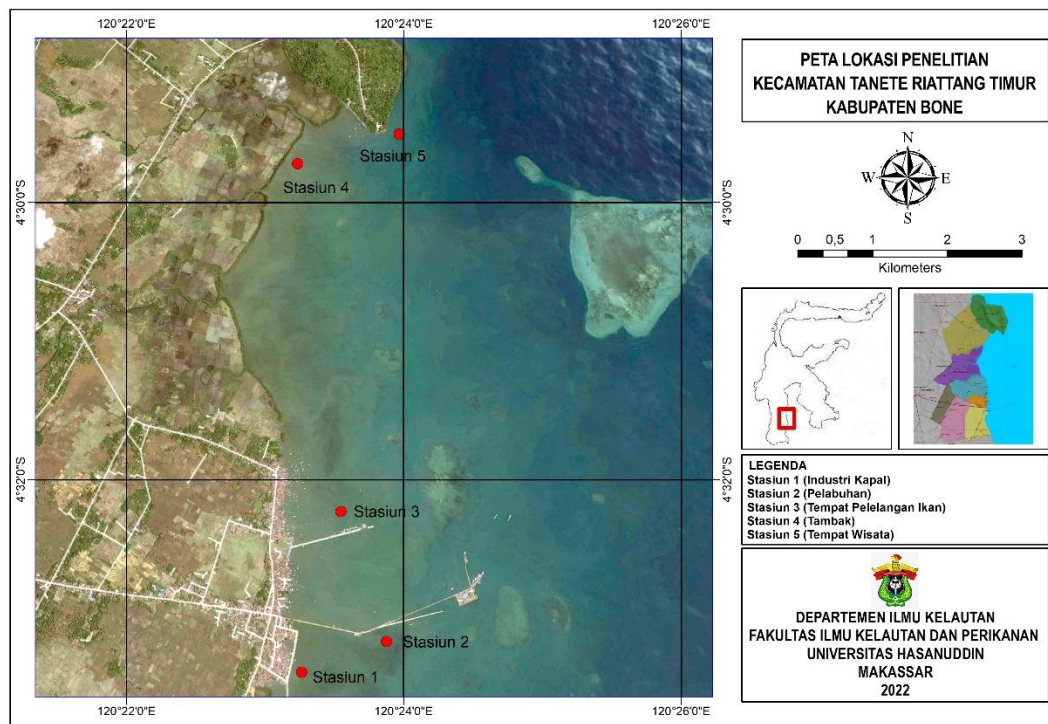 120°22'0"E
120°24'0"E
120°26'0"E
4°30'0"S
4°32'0"S
Stasiun 5
Stasiun 4
Stasiun 3
Stasiun 2
Stasiun 1
4°30'0"S
4°32'0"S
120°22'0"E
120°24'0"E
120°26'0"E
PETA LOKASI PENELITIAN
KECAMATAN TANETE RIATTANG TIMUR
KABUPATEN BONE
N
W E
S
0 0,5 1 2 3
Kilometers
LEGENDA
Stasiun 1 (Industri Kapal)
Stasiun 2 (Pelabuhan)
Stasiun 3 (Tempat Pelelangan Ikan)
Stasiun 4 (Tambak)
Stasiun 5 (Tempat Wisata)
DEPARTEMEN ILMU KELAUTAN
FAKULTAS ILMU KELAUTAN DAN PERIKANAN
UNIVERSITAS HASANUDDIN
MAKASSAR
2022